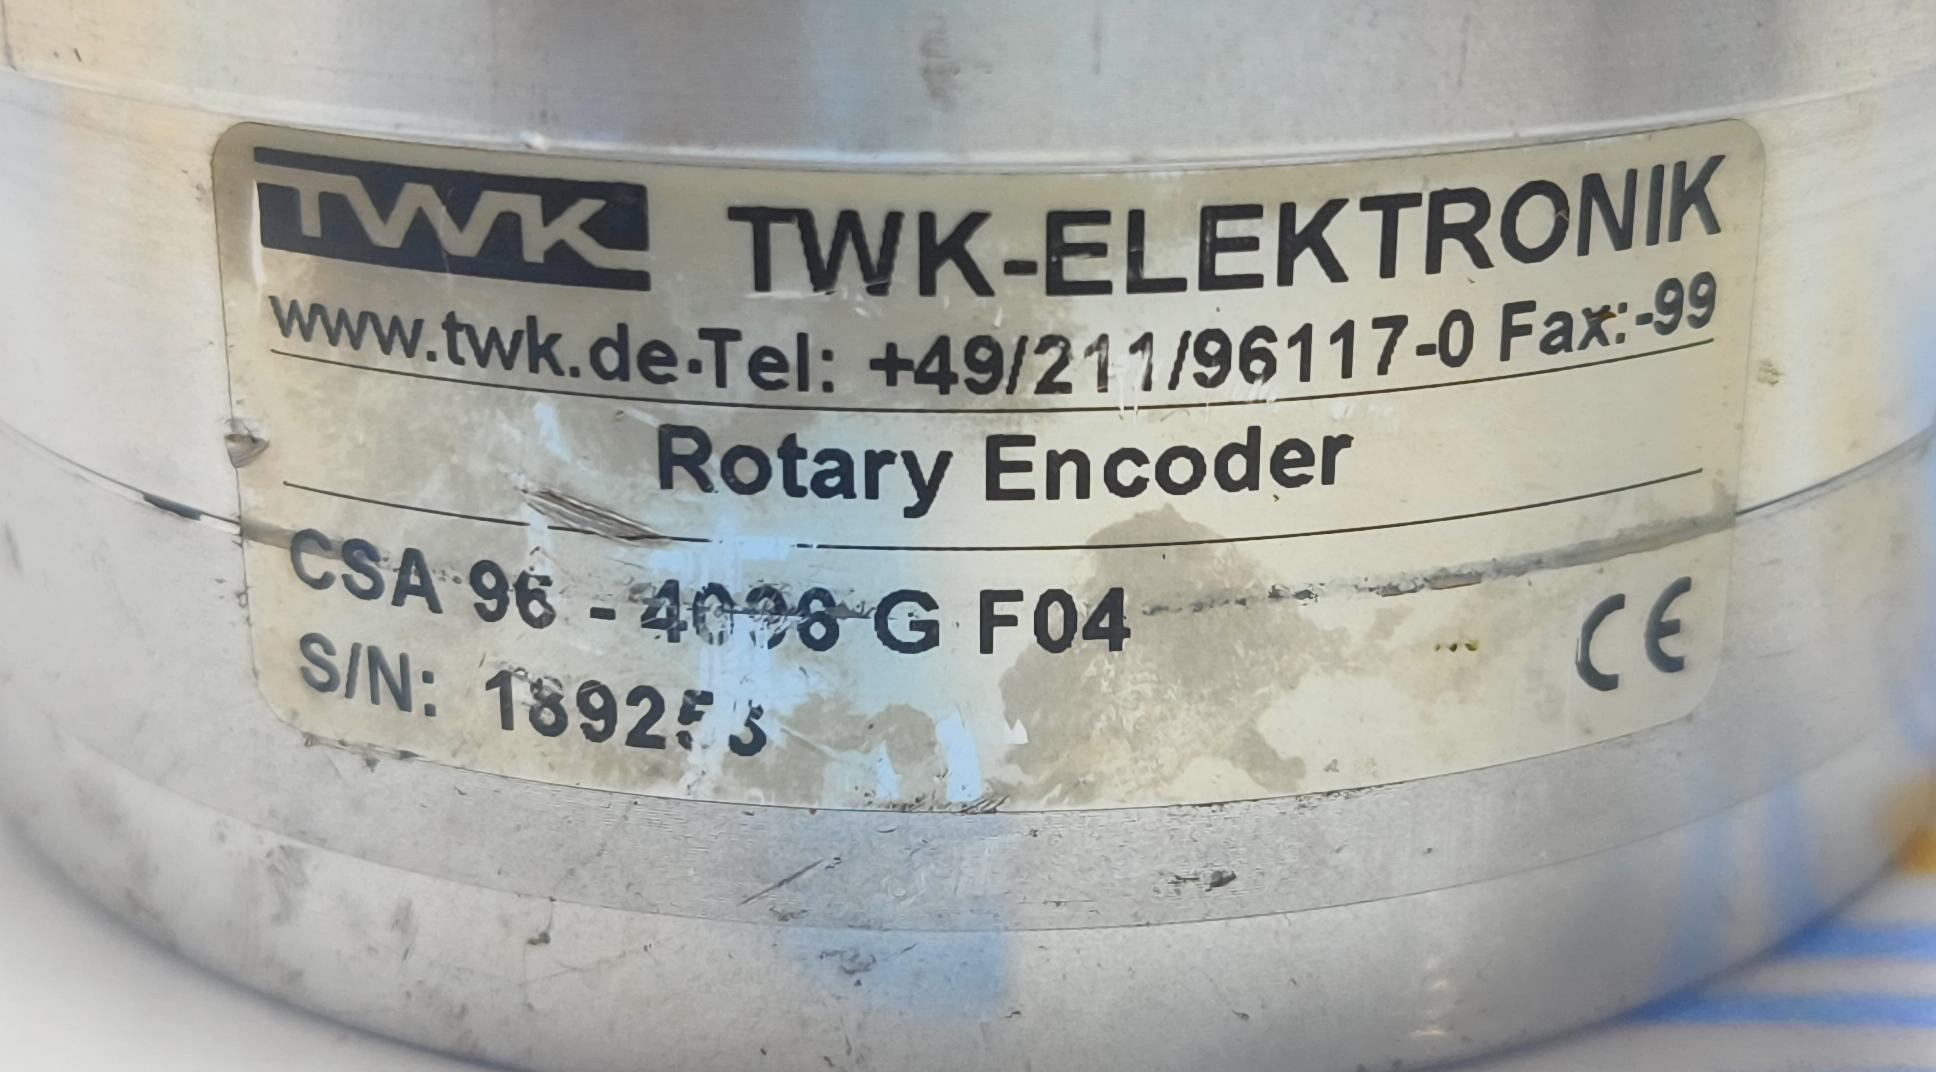 TWK TWK-ELEKTRONIK
www.twk.de·Tel: +49/211/96117-0 Fax:-99
Rotary Encoder
CSA 96 - G F04
S/N:
CE